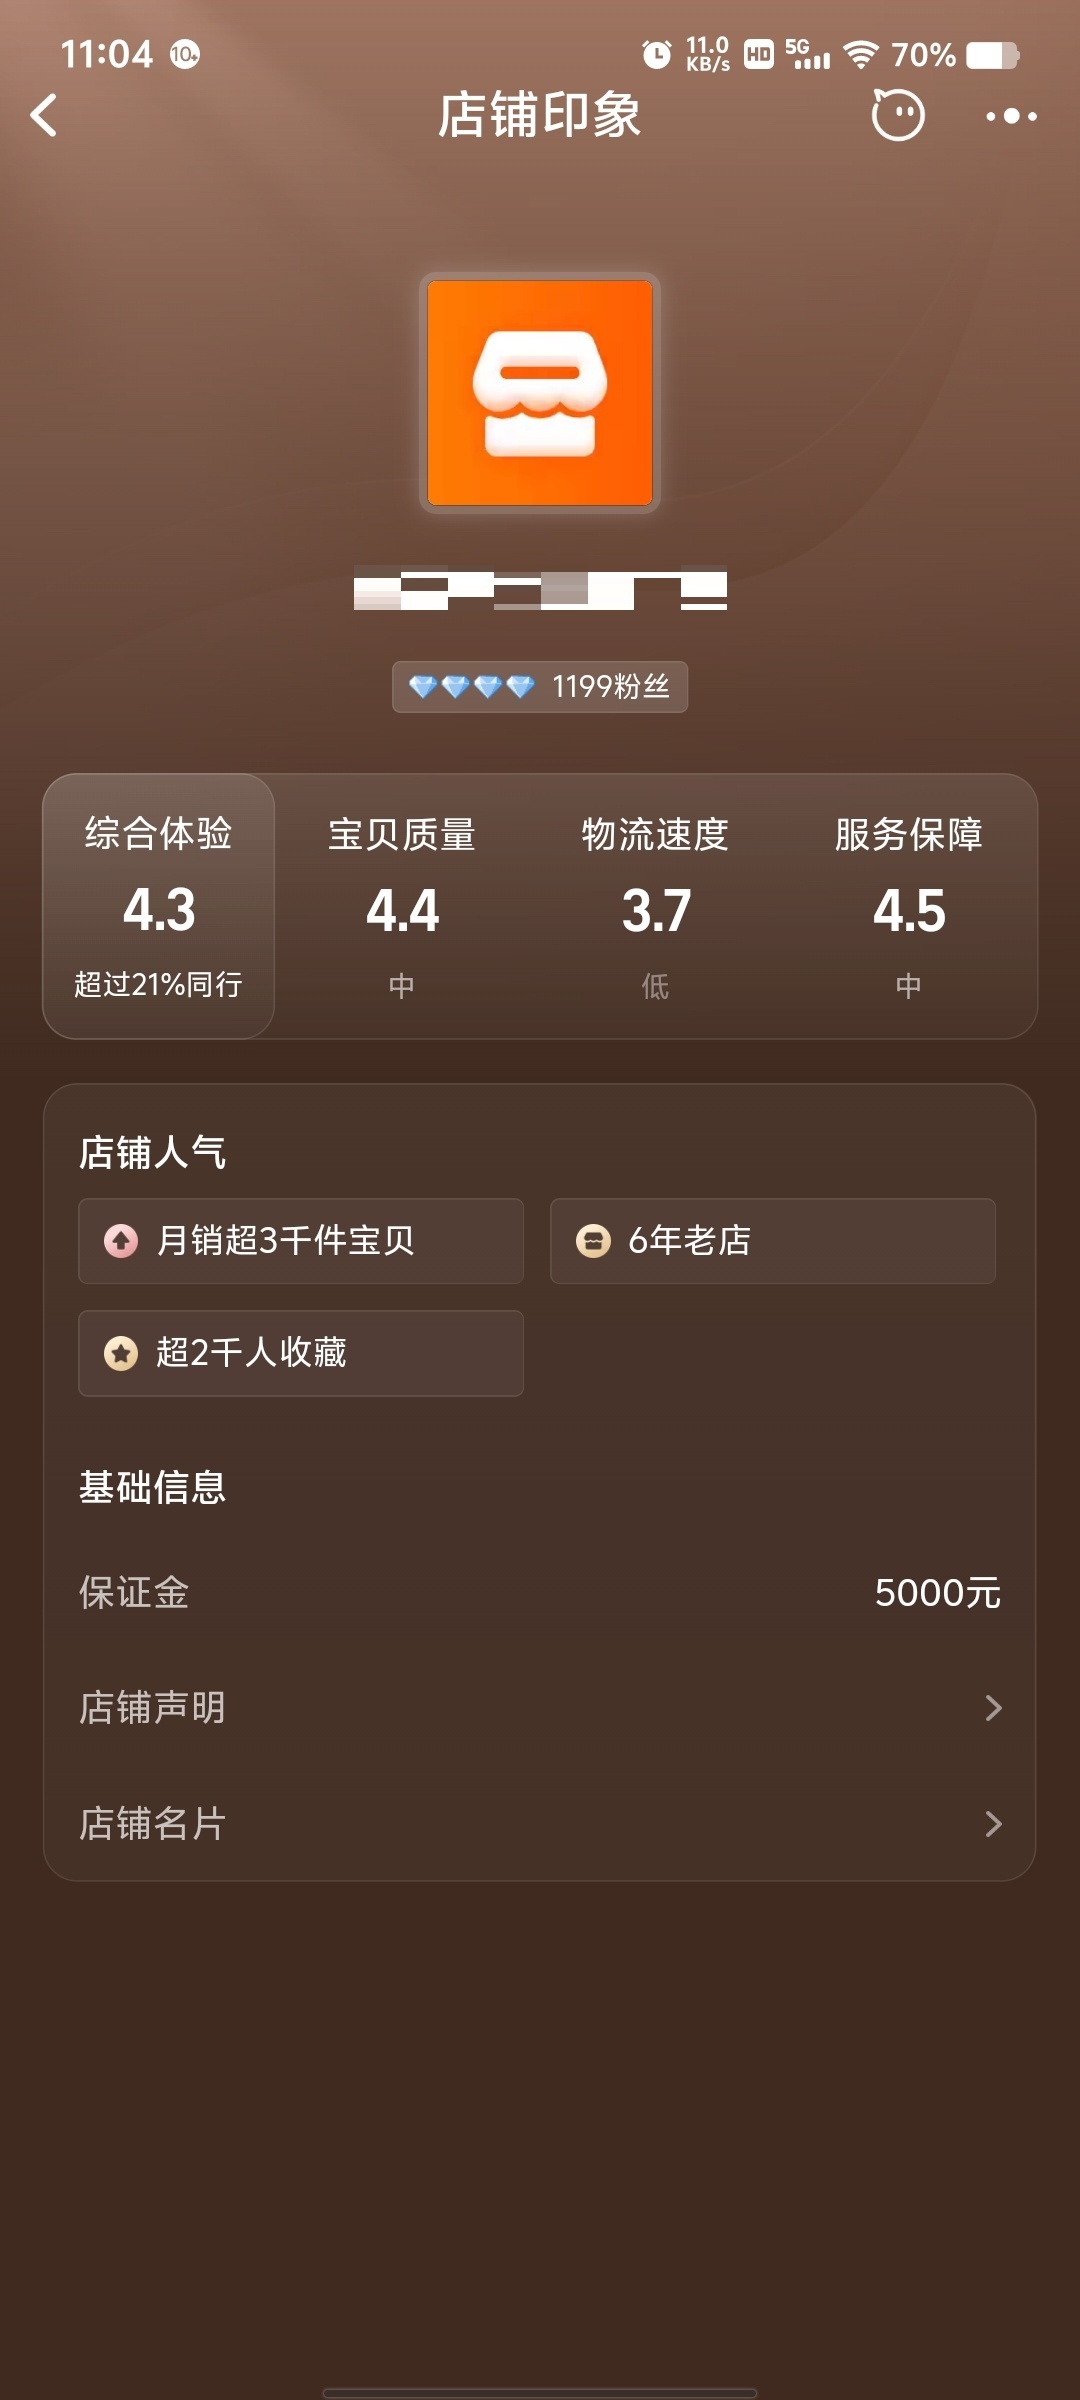 11:04 10+ 11.0 KB/s HD 5G 70%
店铺印象
1199粉丝
综合体验 宝贝质量 物流速度 服务保障
4.3 4.4 3.7 4.5
超过21%同行 中 低 中
店铺人气
月销超3千件宝贝 6年老店
超2千人收藏
基础信息
保证金 5000元
店铺声明
店铺名片